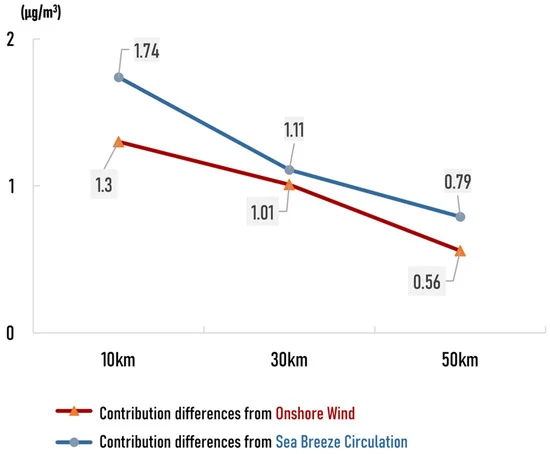 (μg/m³)
2
1.74
1.11
1
1.3
1.01
0.79
0.56
0
10km 30km 50km
Contribution differences from Onshore Wind
Contribution differences from Sea Breeze Circulation